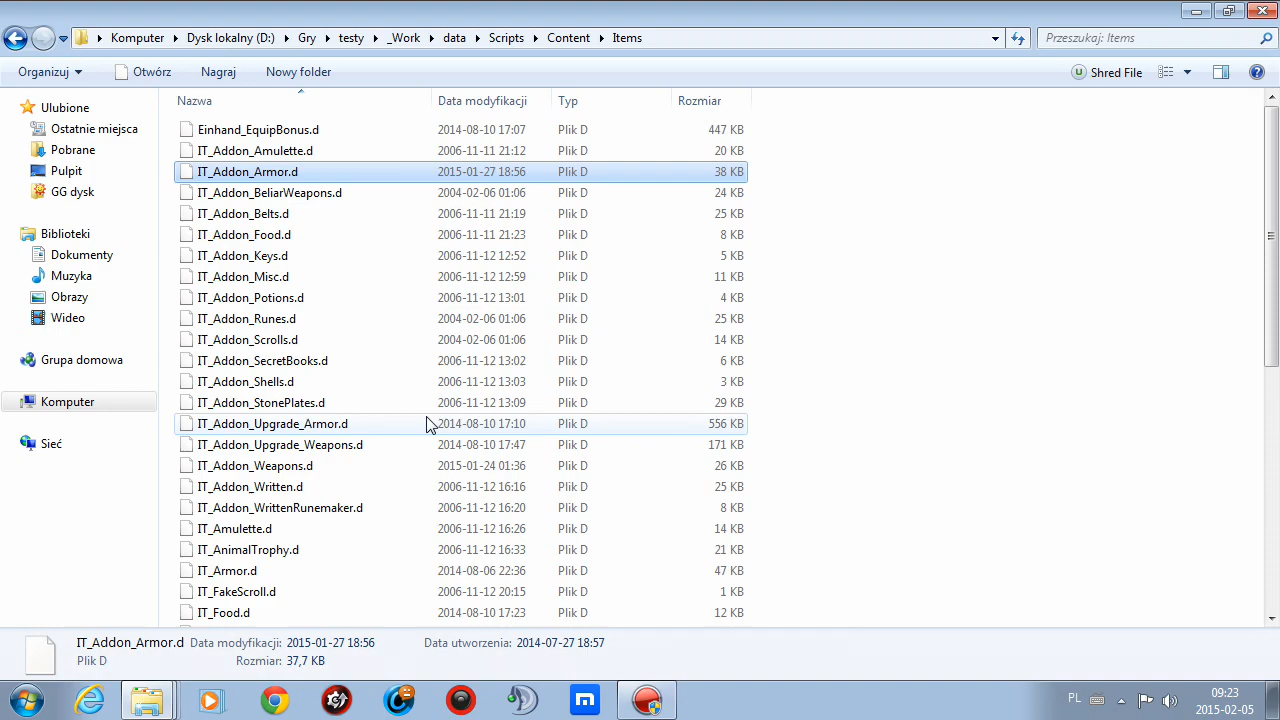 Komputer Dysk lokalny (D:) Gry testy _Work data Scripts Content Items Przeszukaj: Items
Organizuj Otwórz Nagraj Nowy folder Shred File
Nazwa Data modyfikacji Typ Rozmiar
Ulubione
Ostatnie miejsca
Pobrane
Pulpit
GG dysk
Biblioteki
Dokumenty
Muzyka
Obrazy
Wideo
Grupa domowa
Komputer
Sieć
Einhand_EquipBonus.d 2014-08-10 17:07 Plik D 447 KB
IT_Addon_Amulette.d 2006-11-11 21:12 Plik D 20 KB
IT_Addon_Armor.d 2015-01-27 18:56 Plik D 38 KB
IT_Addon_BeliarWeapons.d 2004-02-06 01:06 Plik D 24 KB
IT_Addon_Belts.d 2006-11-11 21:19 Plik D 25 KB
IT_Addon_Food.d 2006-11-11 21:23 Plik D 8 KB
IT_Addon_Keys.d 2006-11-12 12:52 Plik D 5 KB
IT_Addon_Misc.d 2006-11-12 12:59 Plik D 11 KB
IT_Addon_Potions.d 2006-11-12 13:01 Plik D 4 KB
IT_Addon_Runes.d 2004-02-06 01:06 Plik D 25 KB
IT_Addon_Scrolls.d 2004-02-06 01:06 Plik D 14 KB
IT_Addon_SecretBooks.d 2006-11-12 13:02 Plik D 6 KB
IT_Addon_Shells.d 2006-11-12 13:03 Plik D 3 KB
IT_Addon_StonePlates.d 2006-11-12 13:09 Plik D 29 KB
IT_Addon_Upgrade_Armor.d 2014-08-10 17:10 Plik D 556 KB
IT_Addon_Upgrade_Weapons.d 2014-08-10 17:47 Plik D 171 KB
IT_Addon_Weapons.d 2015-01-24 01:36 Plik D 26 KB
IT_Addon_Written.d 2006-11-12 16:16 Plik D 25 KB
IT_Addon_WrittenRunemaker.d 2006-11-12 16:20 Plik D 8 KB
IT_Amulette.d 2006-11-12 16:26 Plik D 14 KB
IT_AnimalTrophy.d 2006-11-12 16:33 Plik D 21 KB
IT_Armor.d 2014-08-06 22:36 Plik D 47 KB
IT_FakeScroll.d 2006-11-12 20:15 Plik D 1 KB
IT_Food.d 2014-08-10 17:23 Plik D 12 KB
IT_Addon_Armor.d Data modyfikacji: 2015-01-27 18:56 Data utworzenia: 2014-07-27 18:57
Plik D Rozmiar: 37,7 KB
PL 09:23
2015-02-05